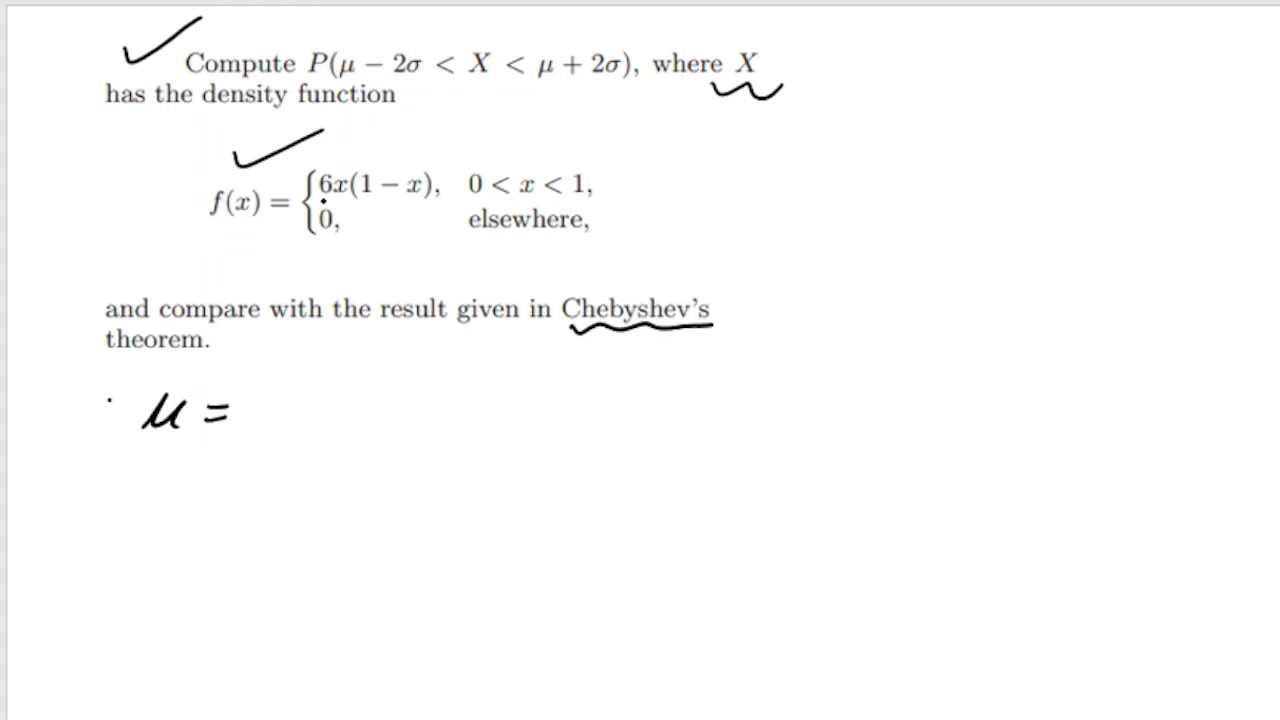 Compute P(μ − 2σ < X < μ + 2σ), where X
has the density function
f(x) = {6x(1 − x), 0 < x < 1,
0, elsewhere,
and compare with the result given in Chebyshev's
theorem.
μ =